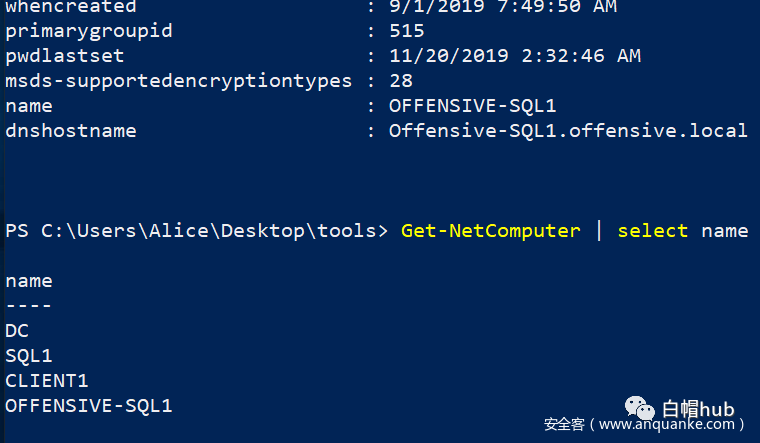 whencreated : 9/1/2019 7:49:50 AM
primarygroupid : 515
pwdlastset : 11/20/2019 2:32:46 AM
msds-supportedencryptiontypes : 28
name : OFFENSIVE-SQL1
dnshostname : Offensive-SQL1.offensive.local
PS C:\Users\Alice\Desktop\tools> Get-NetComputer | select name
name
----
DC
SQL1
CLIENT1
OFFENSIVE-SQL1
白帽hub
安全客（www.anquanke.com）